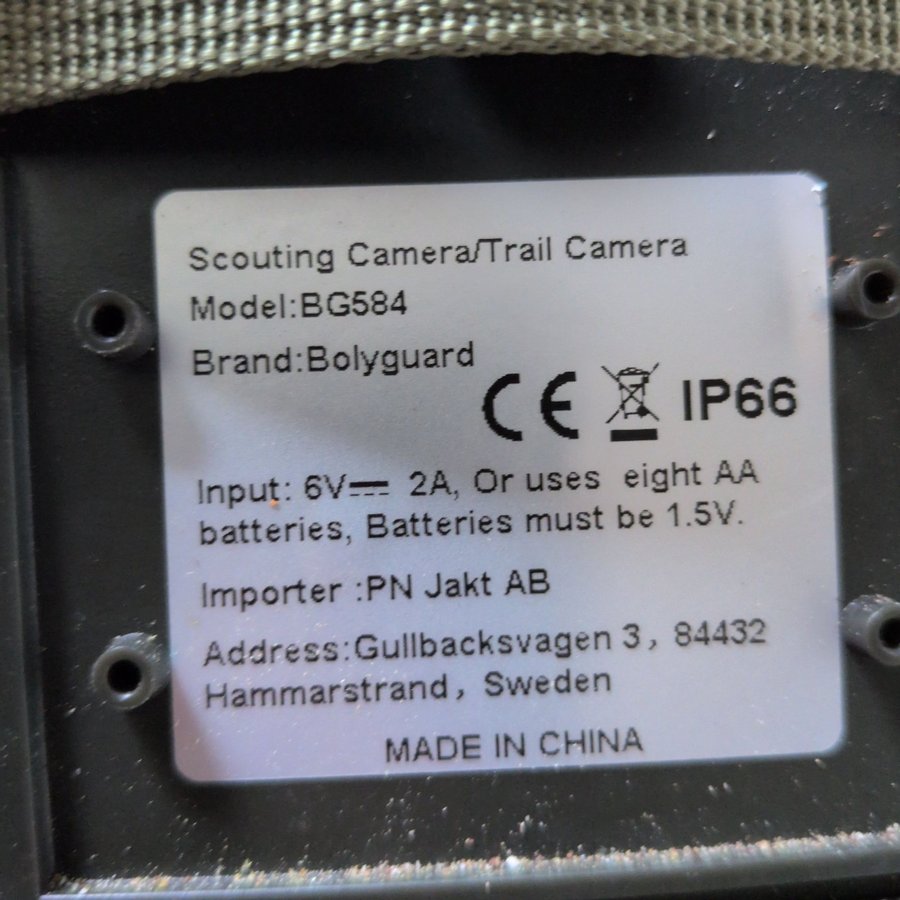 Scouting Camera/Trail Camera
Model:BG584
Brand:Bolyguard
CE IP66
Input: 6V⎓ 2A, Or uses eight AA
batteries, Batteries must be 1.5V.
Importer :PN Jakt AB
Address:Gullbacksvagen 3, 84432
Hammarstrand, Sweden
MADE IN CHINA